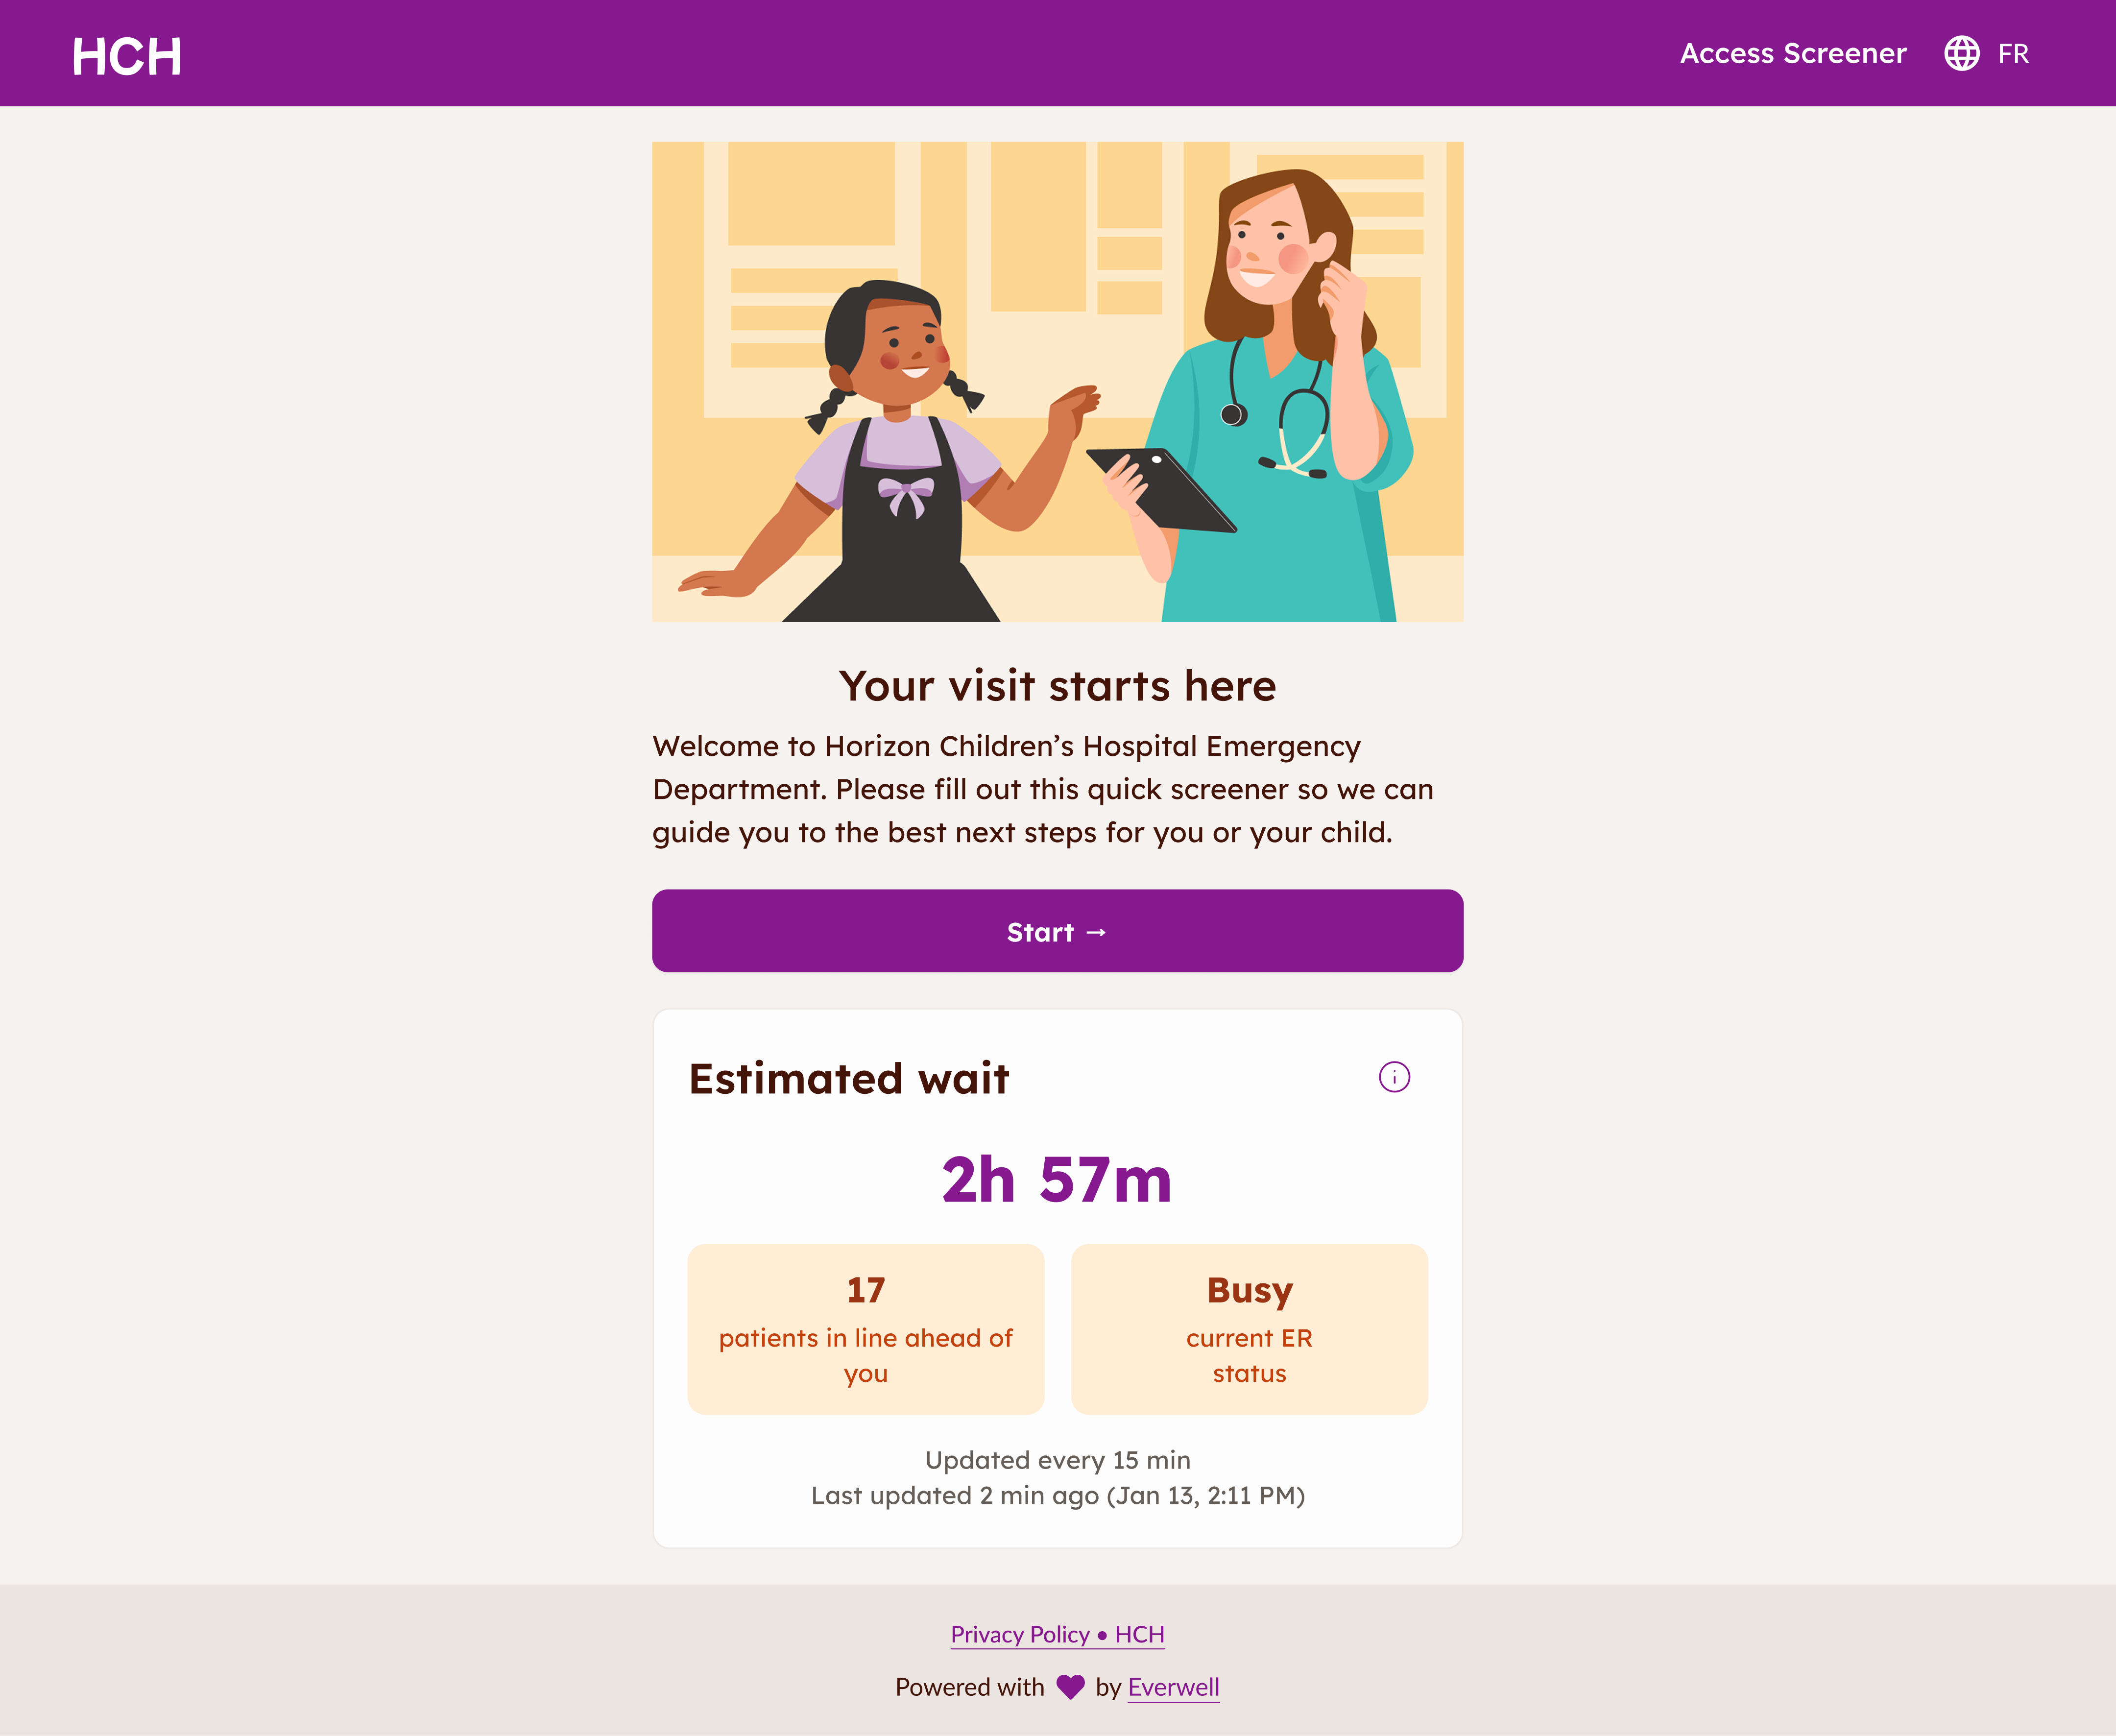 HCH
Access Screener FR
Your visit starts here
Welcome to Horizon Children’s Hospital Emergency
Department. Please fill out this quick screener so we can
guide you to the best next steps for you or your child.
Start →
Estimated wait
2h 57m
17
patients in line ahead of
you
Busy
current ER
status
Updated every 15 min
Last updated 2 min ago (Jan 13, 2:11 PM)
Privacy Policy • HCH
Powered with by Everwell